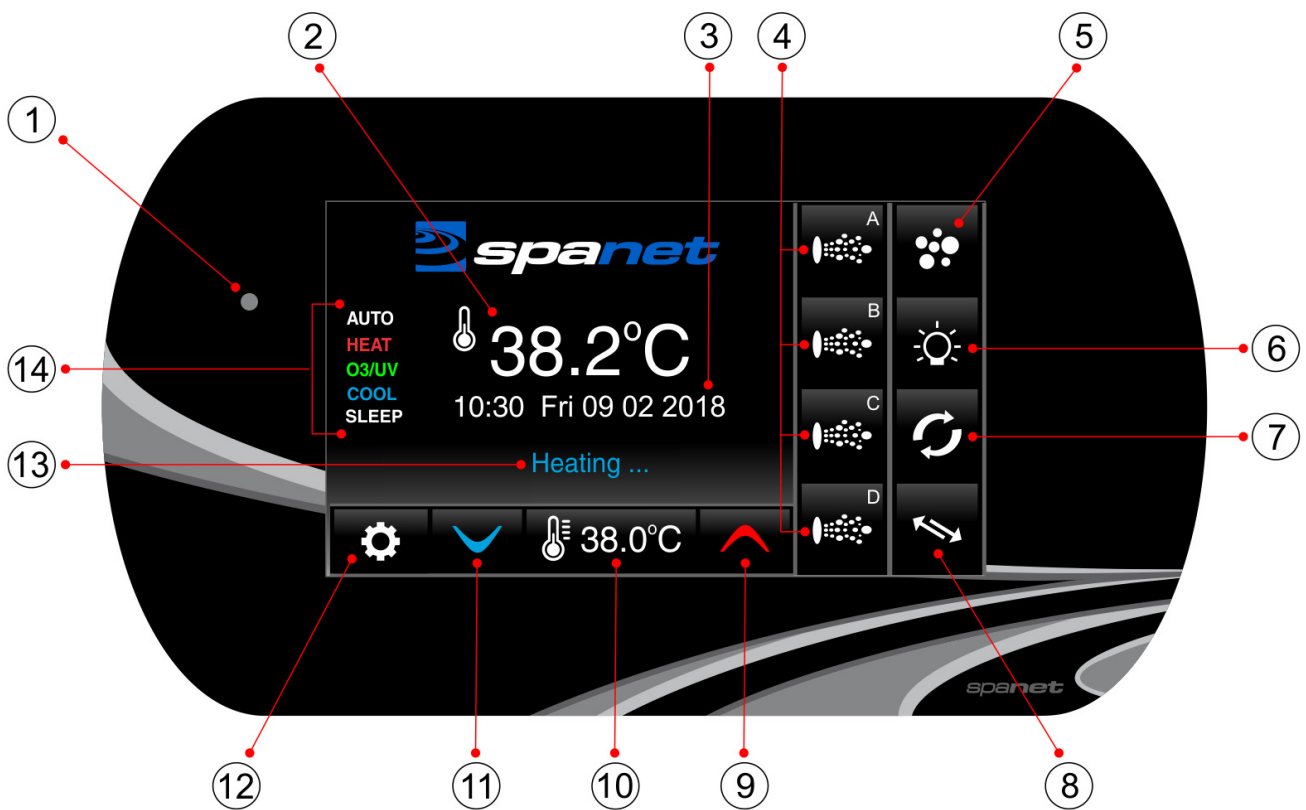 2
3
4
5
1
A
spanet
B
AUTO
38.2°C
6
HEAT
14
O3/UV
COOL
10:30 Fri 09 02 2018
C
SLEEP
7
13
Heating ...
D
38.0°C
spanet
12
11
10
9
8